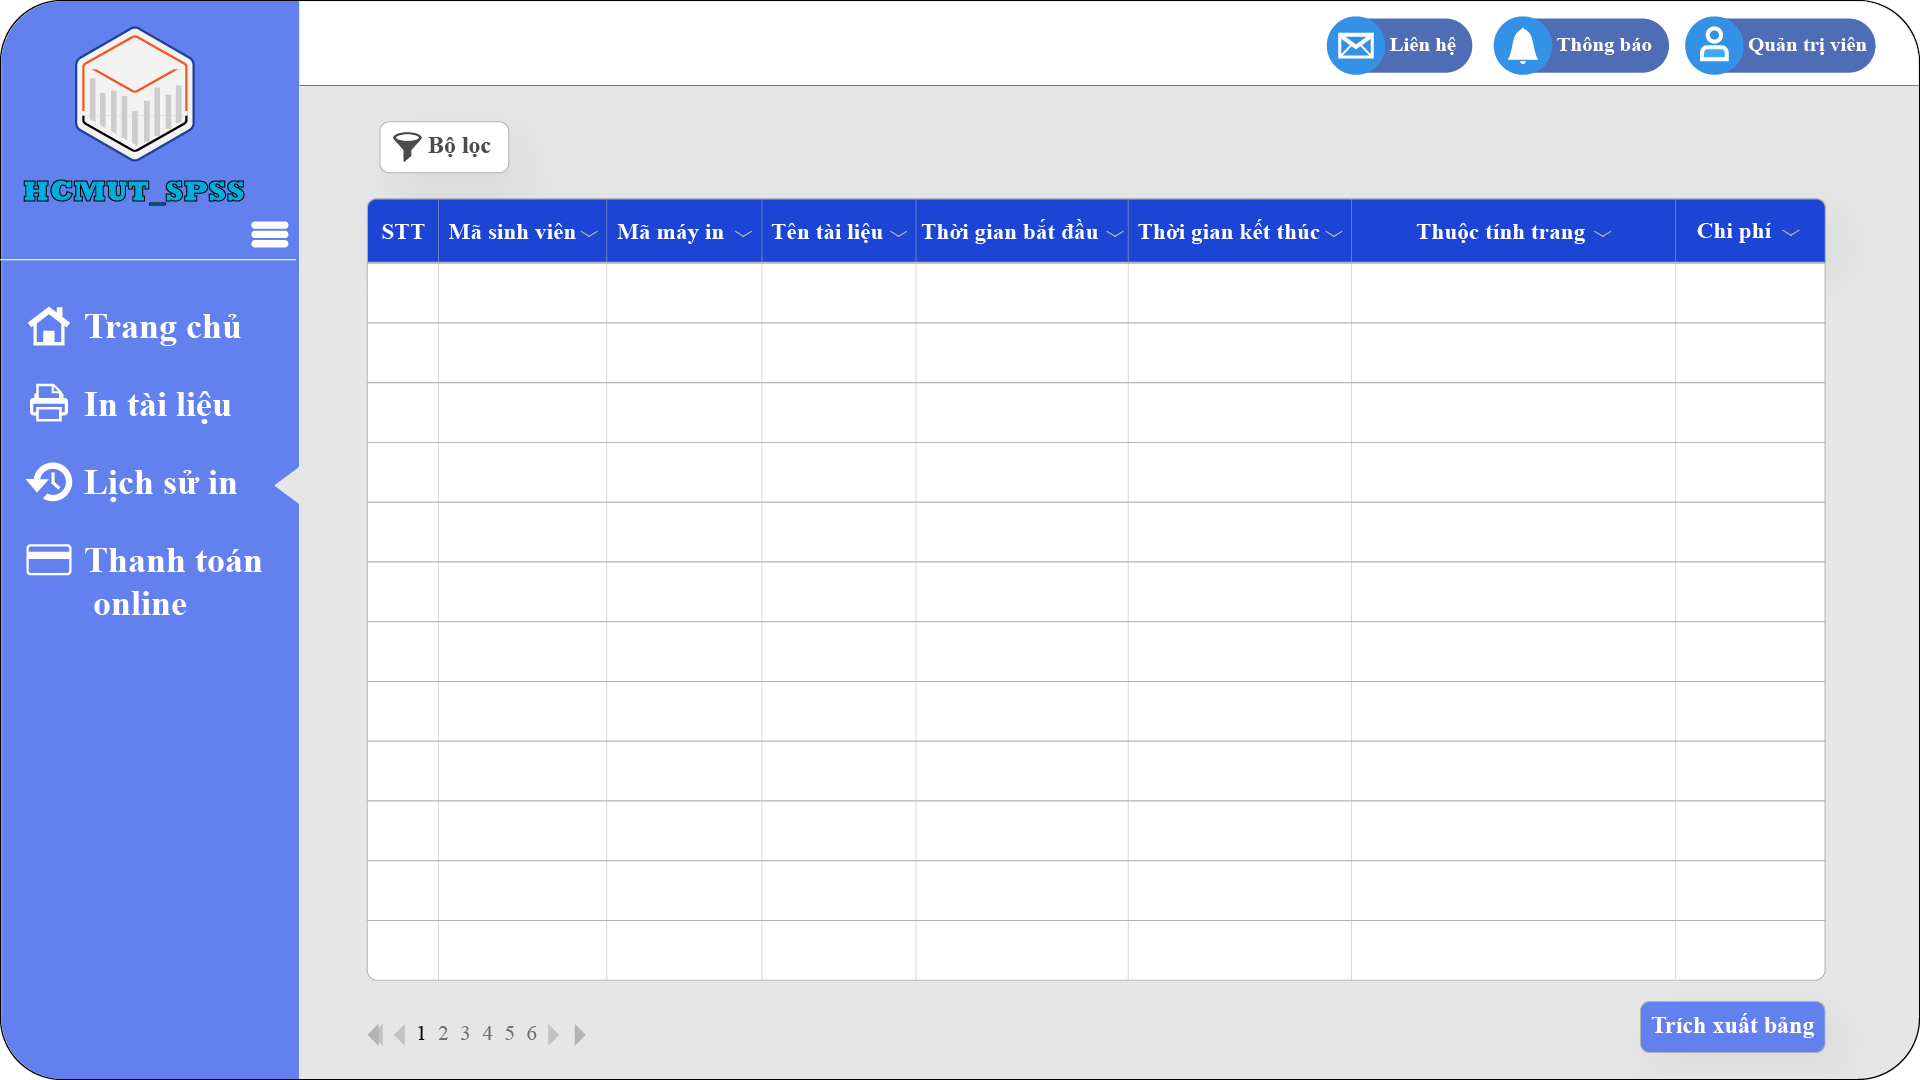 HCMUT_SPSS
Liên hệ
Thông báo
Quản trị viên
Trang chủ
In tài liệu
Lịch sử in
Thanh toán
online
Bộ lọc
STT Mã sinh viên Mã máy in Tên tài liệu Thời gian bắt đầu Thời gian kết thúc Thuộc tính trang Chi phí
1 2 3 4 5 6
Trích xuất bảng